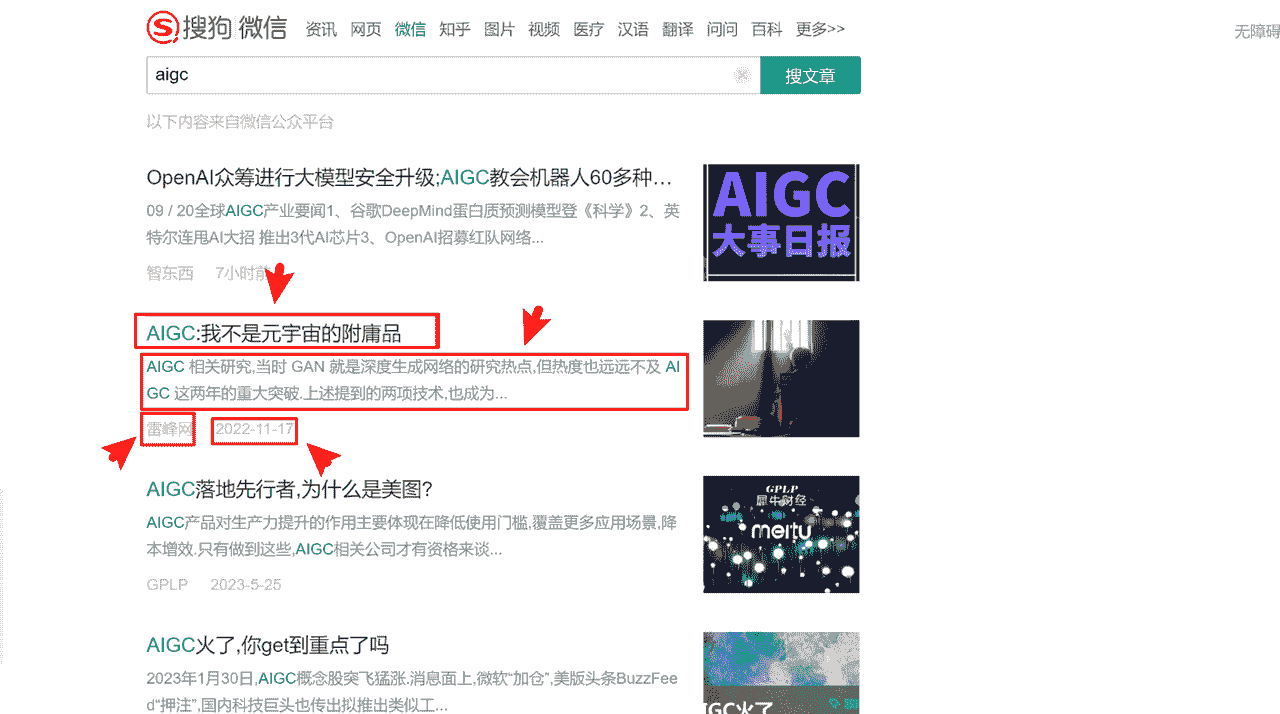 搜狗 微信 资讯 网页 微信 知乎 图片 视频 医疗 汉语 翻译 问问 百科 更多>> 无障碍
aigc 搜文章
以下内容来自微信公众平台
OpenAI众筹进行大模型安全升级;AIGC教会机器人60多种...
09 / 20全球AIGC产业要闻1、谷歌DeepMind蛋白质预测模型登《科学》2、英
特尔连甩AI大招 推出3代AI芯片3、OpenAI招募红队网络...
智东西 7小时前
AIGC
大事日报
AIGC:我不是元宇宙的附庸品
AIGC 相关研究,当时 GAN 就是深度生成网络的研究热点,但热度也远远不及 AI
GC 这两年的重大突破.上述提到的两项技术,也成为...
雷峰网 2022-11-17
AIGC落地先行者,为什么是美图?
AIGC产品对生产力提升的作用主要体现在降低使用门槛,覆盖更多应用场景,降
本增效.只有做到这些,AIGC相关公司才有资格来谈...
GPLP 2023-5-25
GPLP
犀牛财经
meitu
AIGC火了,你get到重点了吗
2023年1月30日,AIGC概念股突飞猛涨.消息面上,微软“加仓”,美版头条BuzzFee
d“押注”,国内科技巨头也传出拟推出类似工...
IGC火了